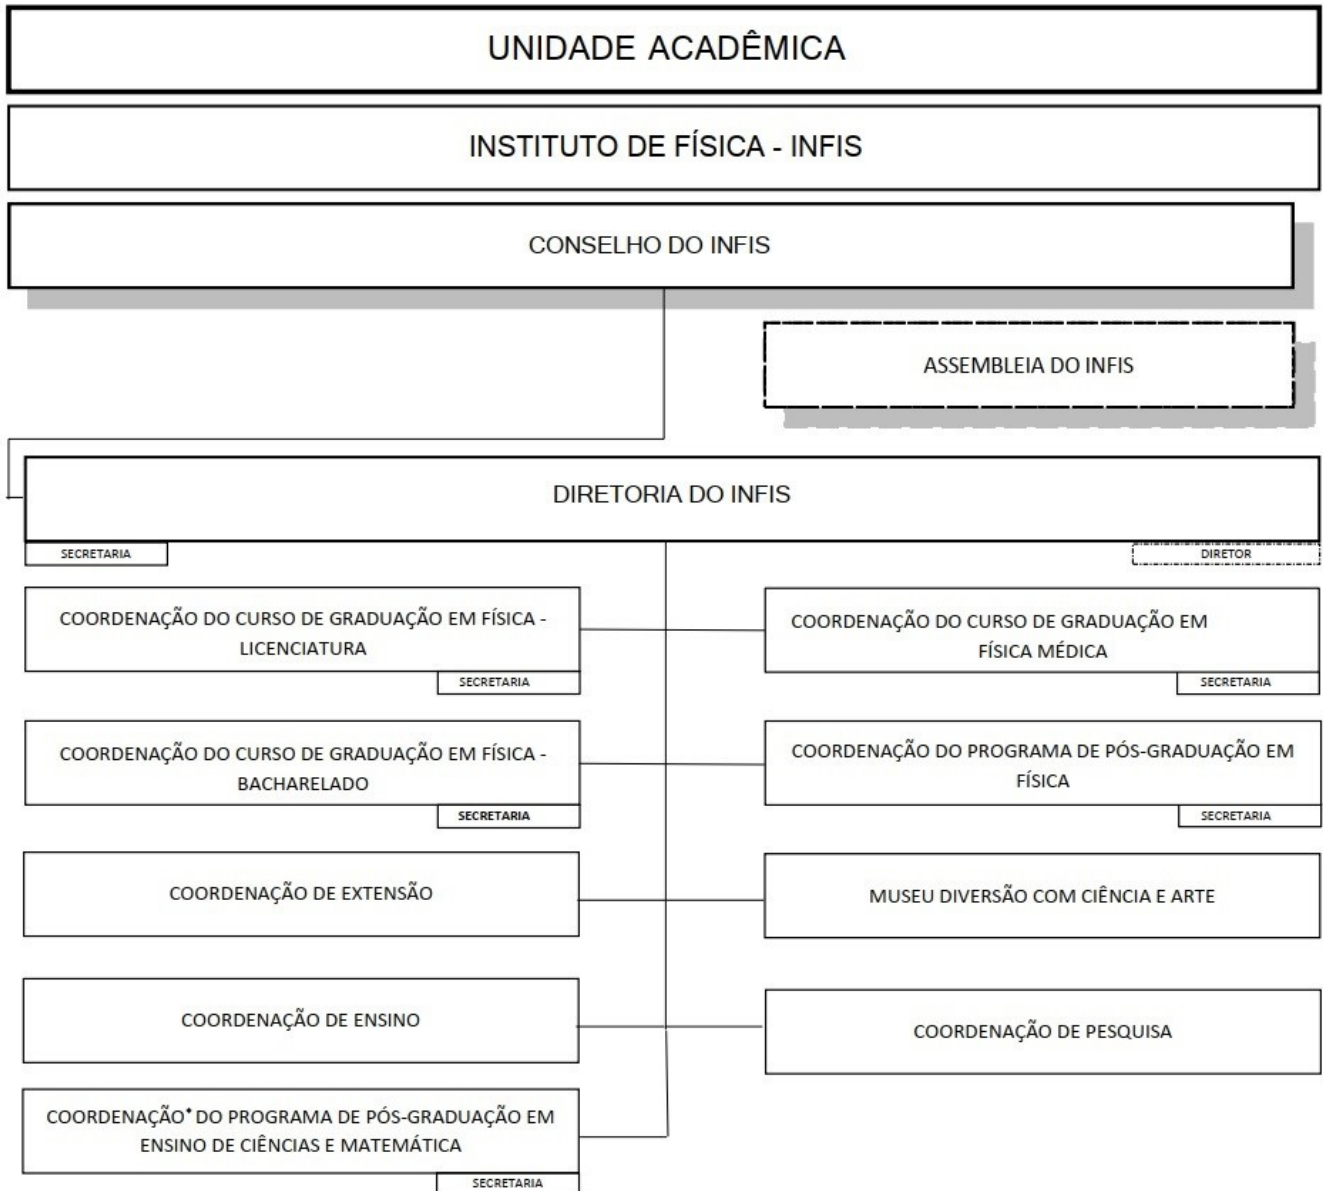 UNIDADE ACADÊMICA
INSTITUTO DE FÍSICA - INFIS
CONSELHO DO INFIS
ASSEMBLEIA DO INFIS
DIRETORIA DO INFIS
SECRETARIA
DIRETOR
COORDENAÇÃO DO CURSO DE GRADUAÇÃO EM FÍSICA -
LICENCIATURA
SECRETARIA
COORDENAÇÃO DO CURSO DE GRADUAÇÃO EM
FÍSICA MÉDICA
SECRETARIA
COORDENAÇÃO DO CURSO DE GRADUAÇÃO EM FÍSICA -
BACHARELADO
SECRETARIA
COORDENAÇÃO DO PROGRAMA DE PÓS-GRADUAÇÃO EM
FÍSICA
SECRETARIA
COORDENAÇÃO DE EXTENSÃO
MUSEU DIVERSÃO COM CIÊNCIA E ARTE
COORDENAÇÃO DE ENSINO
COORDENAÇÃO DE PESQUISA
COORDENAÇÃO* DO PROGRAMA DE PÓS-GRADUAÇÃO EM
ENSINO DE CIÊNCIAS E MATEMÁTICA
SECRETARIA